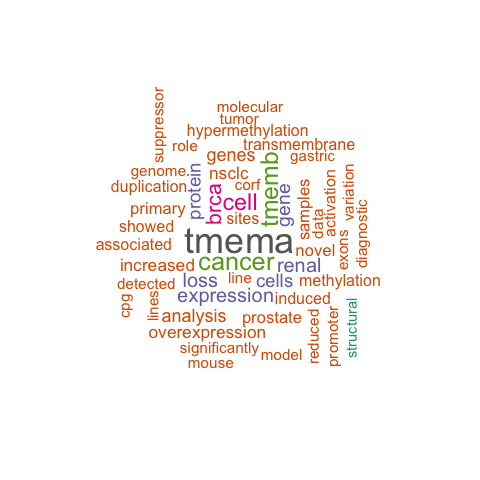 molecular
tumor
suppressor
hypermethylation
role
transmembrane
genes
gastric
genome
nsclc
protein
tmemb
duplication
corf
brca
cell
gene
samples
data
activation
variation
primary
sites
showed
diagnostic
tmema
associated
novel
exons
cancer
increased
renal
detected
loss
line
cells
methylation
cpg
lines
expression
induced
analysis
prostate
reduced
promoter
structural
overexpression
significantly
model
mouse